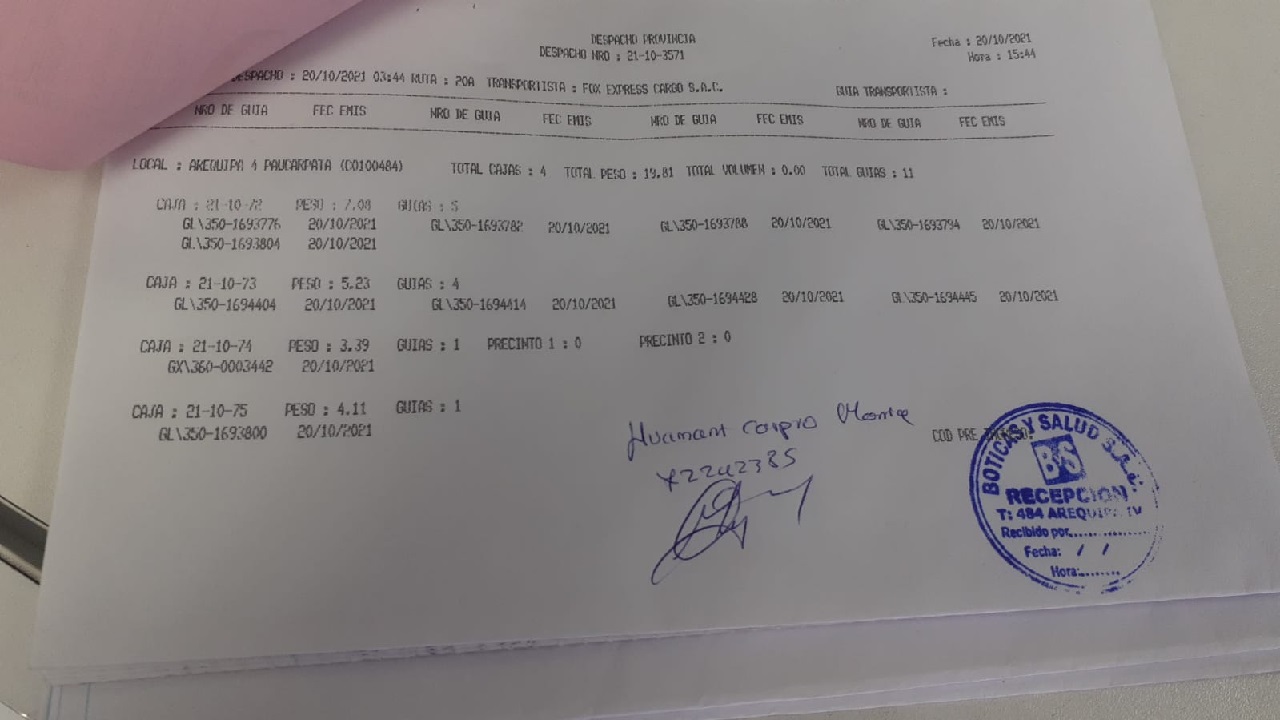 DESPACHO PROVINCIA
DESPACHO NRO : 21-10-3571
Fecha : 20/10/2021
Hora : 15:44
DESPACHO : 20/10/2021 03:44 RUTA : 20A TRANSPORTISTA : FOX EXPRESS CARGO S.A.C. GUIA TRANSPORTISTA :
NRO DE GUIA FEC EMIS NRO DE GUIA FEC EMIS NRO DE GUIA FEC EMIS NRO DE GUIA FEC EMIS
LOCAL : AREQUIPA 4 PAUCARPATA (C0100484) TOTAL CAJAS : 4 TOTAL PESO : 19.81 TOTAL VOLUMEN : 0.00 TOTAL GUIAS : 11
CAJA : 21-10-72 PESO : 7.08 GUIAS : 5
GL\350-1693776 20/10/2021 GL\350-1693782 20/10/2021 GL\350-1693788 20/10/2021 GL\350-1693794 20/10/2021
GL\350-1693804 20/10/2021
CAJA : 21-10-73 PESO : 5.23 GUIAS : 4
GL\350-1694404 20/10/2021 GL\350-1694414 20/10/2021 GL\350-1694428 20/10/2021 GL\350-1694445 20/10/2021
CAJA : 21-10-74 PESO : 3.39 GUIAS : 1 PRECINTO 1 : 0 PRECINTO 2 : 0
GX\360-0003442 20/10/2021
CAJA : 21-10-75 PESO : 4.11 GUIAS : 1
GL\350-1693800 20/10/2021
Huamani
COD PRE
BOTICAS Y SALUD S.A.C.
BS
RECEPCION
T: 484 AREQUIPA IV
Recibido por
Fecha: / /
Hora: